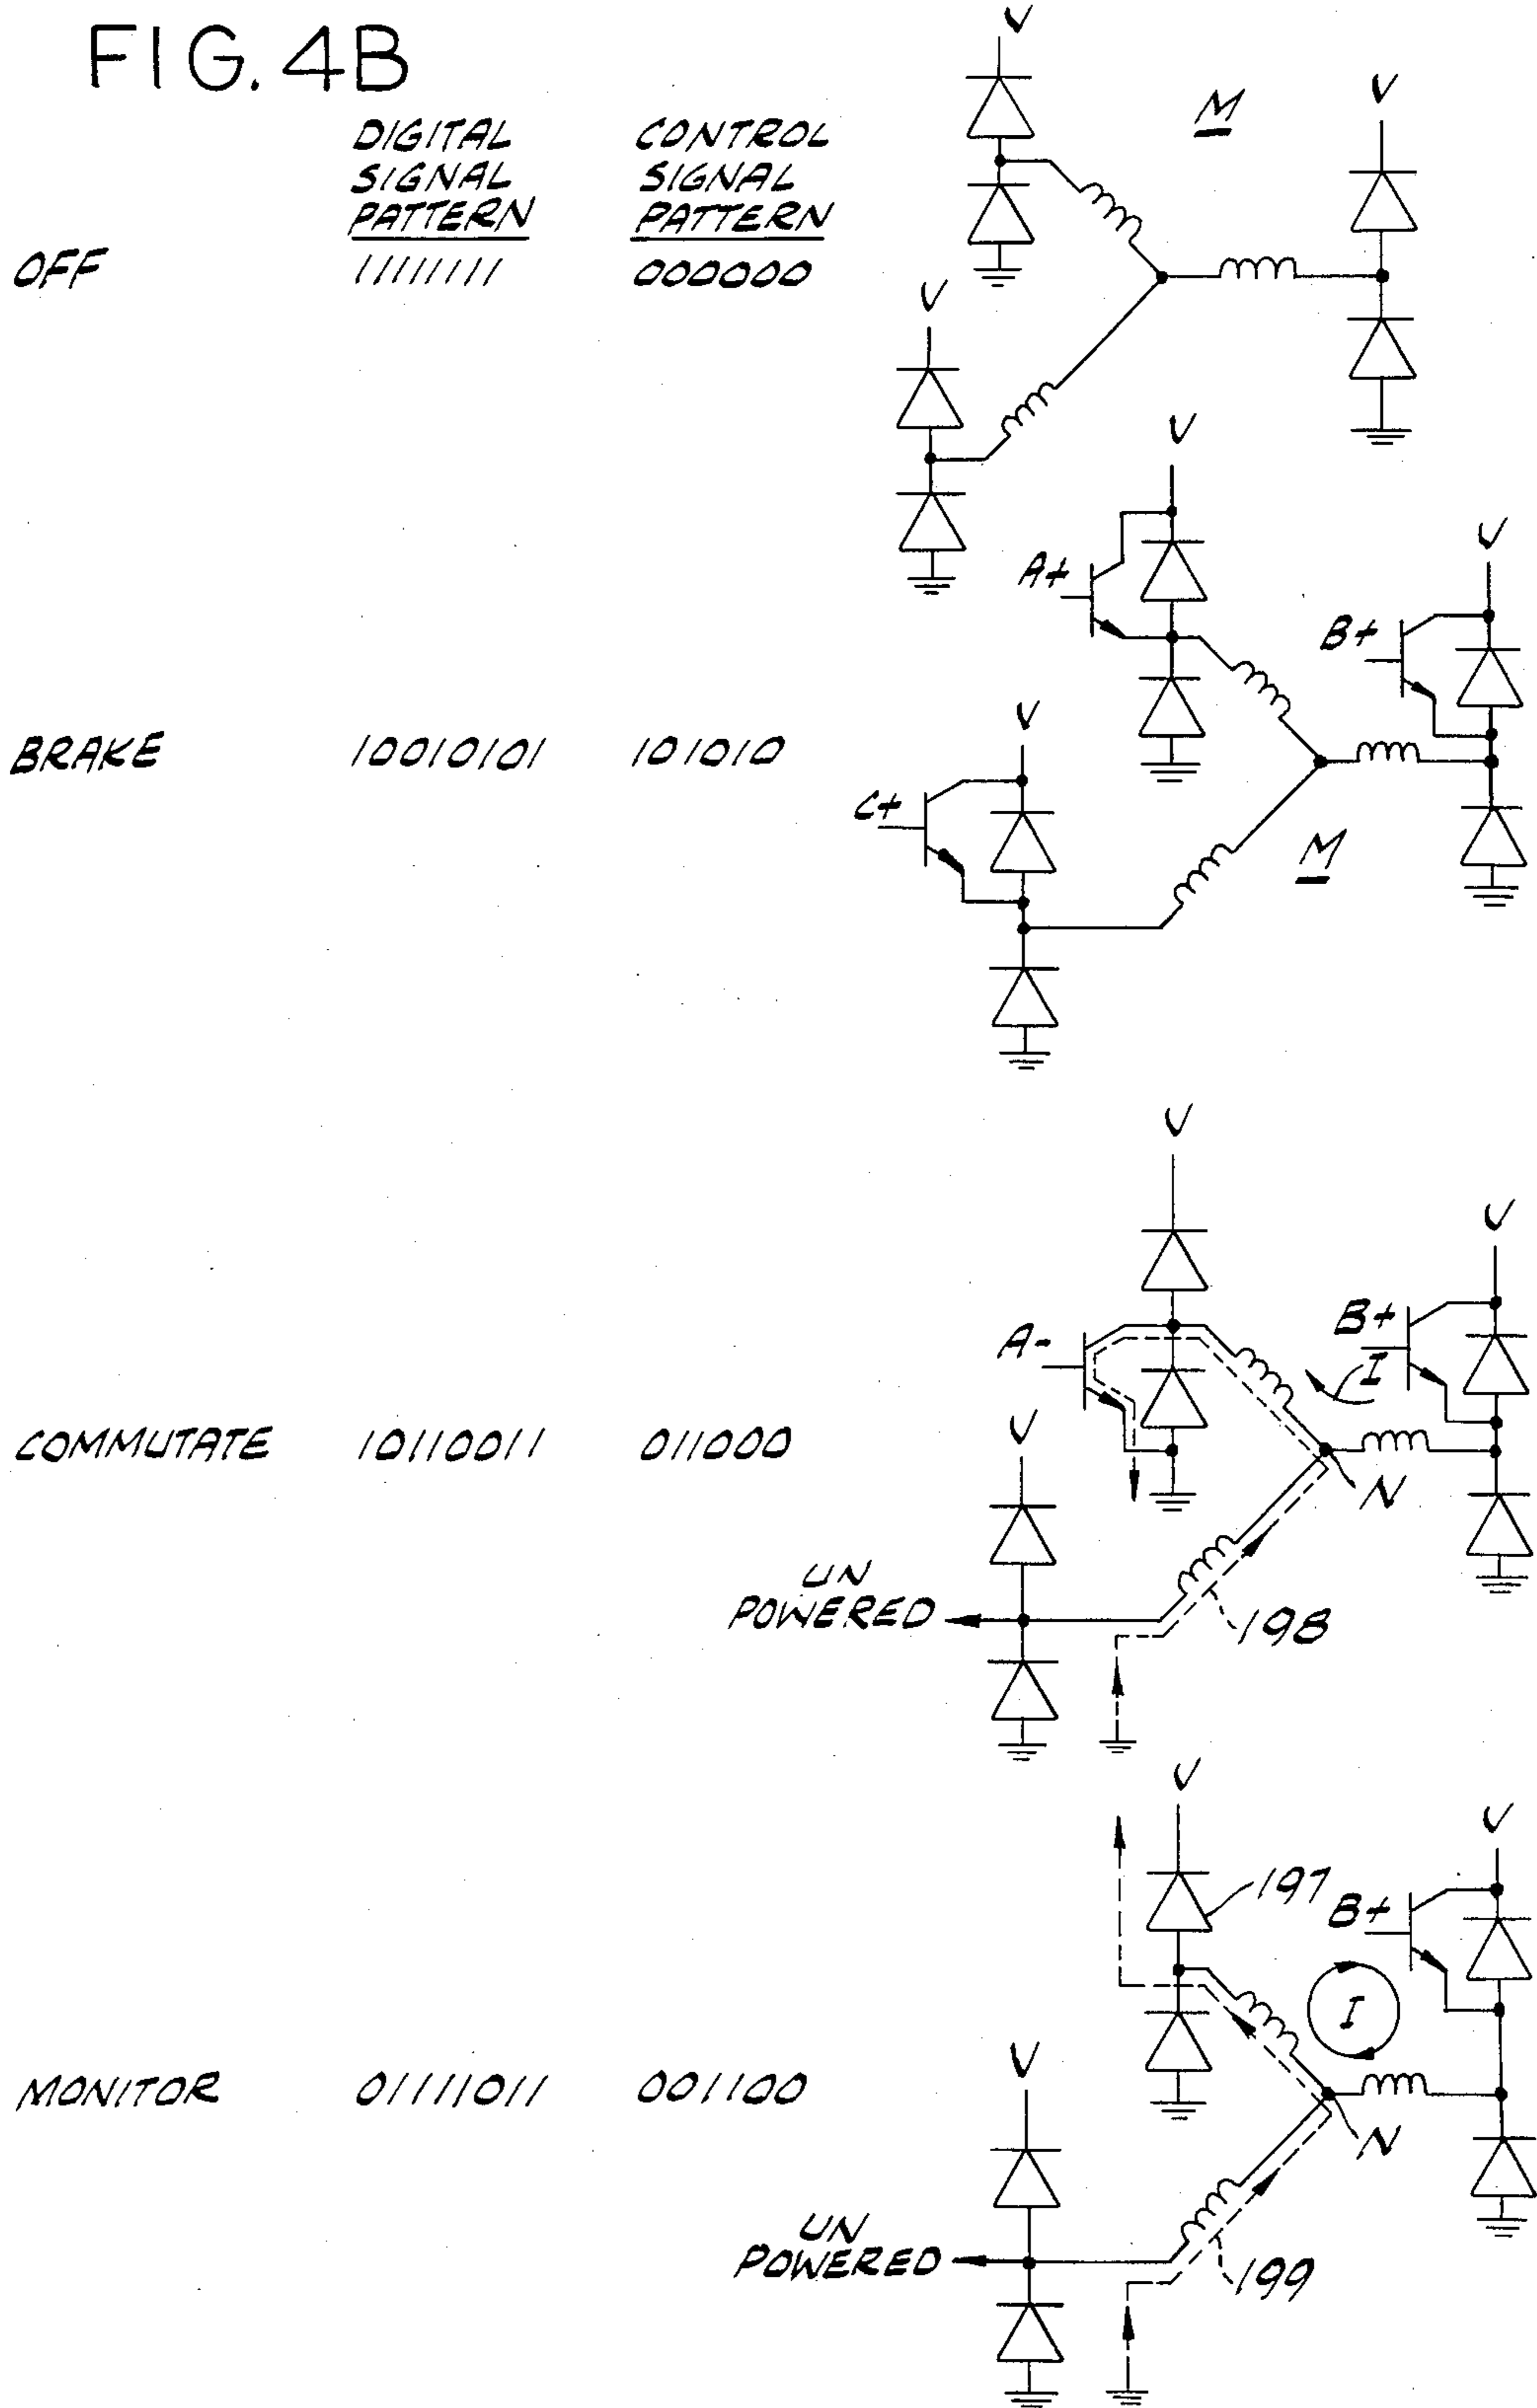 FIG. 4B
DIGITAL
SIGNAL
PATTERN
CONTROL
SIGNAL
PATTERN
OFF
11111111
000000
V
M
V
V
BRAKE
10010101
101010
V
A+
V
B+
V
C+
M
COMMUTATE
10110011
011000
V
V
A-
B+
I
V
N
UN
POWERED
198
MONITOR
01111011
001100
V
V
197
B+
I
V
N
UN
POWERED
199